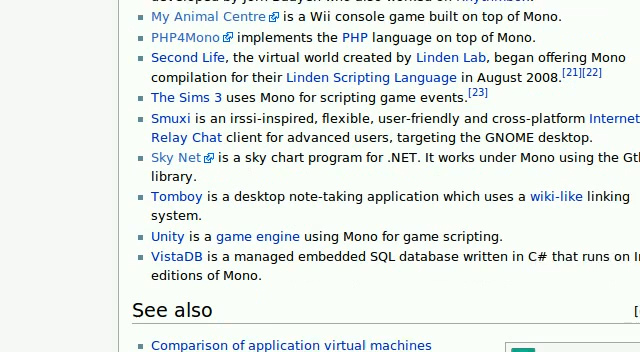 My Animal Centre is a Wii console game built on top of Mono.
PHP4Mono implements the PHP language on top of Mono.
Second Life, the virtual world created by Linden Lab, began offering Mono
compilation for their Linden Scripting Language in August 2008.[21][22]
The Sims 3 uses Mono for scripting game events.[23]
Smuxi is an irssi-inspired, flexible, user-friendly and cross-platform Internet
Relay Chat client for advanced users, targeting the GNOME desktop.
Sky Net is a sky chart program for .NET. It works under Mono using the
library.
Tomboy is a desktop note-taking application which uses a wiki-like linking
system.
Unity is a game engine using Mono for game scripting.
VistaDB is a managed embedded SQL database written in C# that runs on
editions of Mono.
See also
[
Comparison of application virtual machines